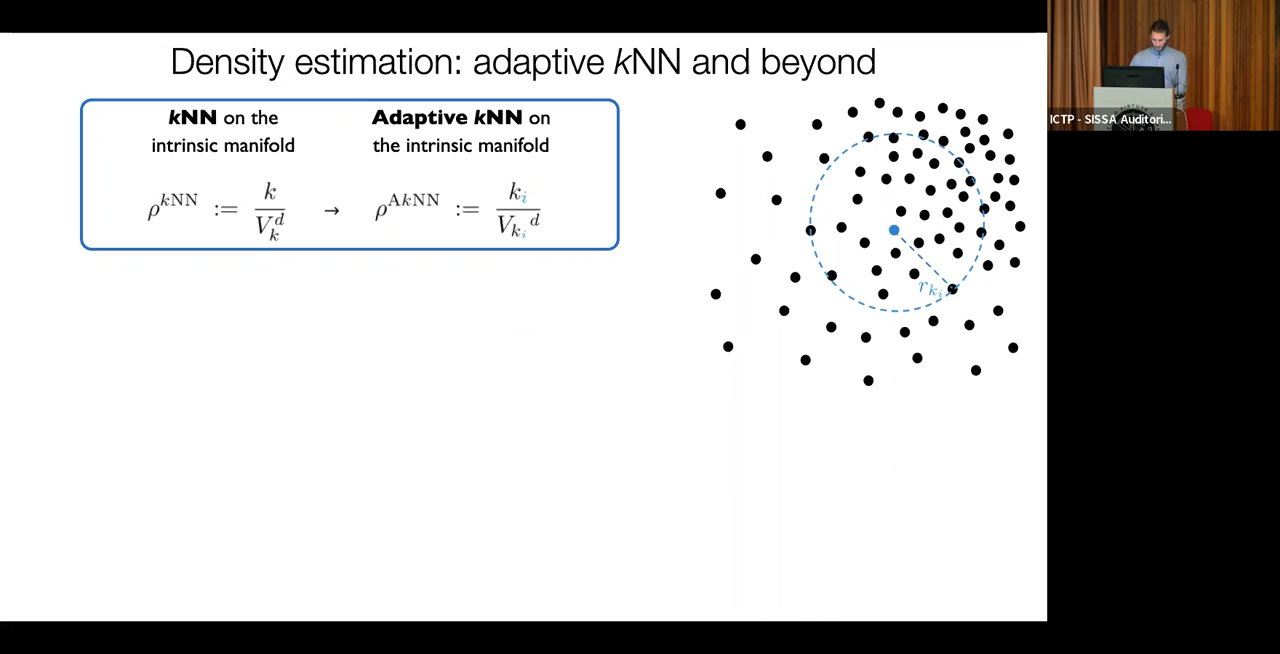 Density estimation: adaptive kNN and beyond
kNN on the
intrinsic manifold
Adaptive kNN on
the intrinsic manifold
ρ^{kNN} := k / V_k^d → ρ^{AkNN} := k_i / V_{k_i}^d
r_{k_i}
ICTP - SISSA Auditori...